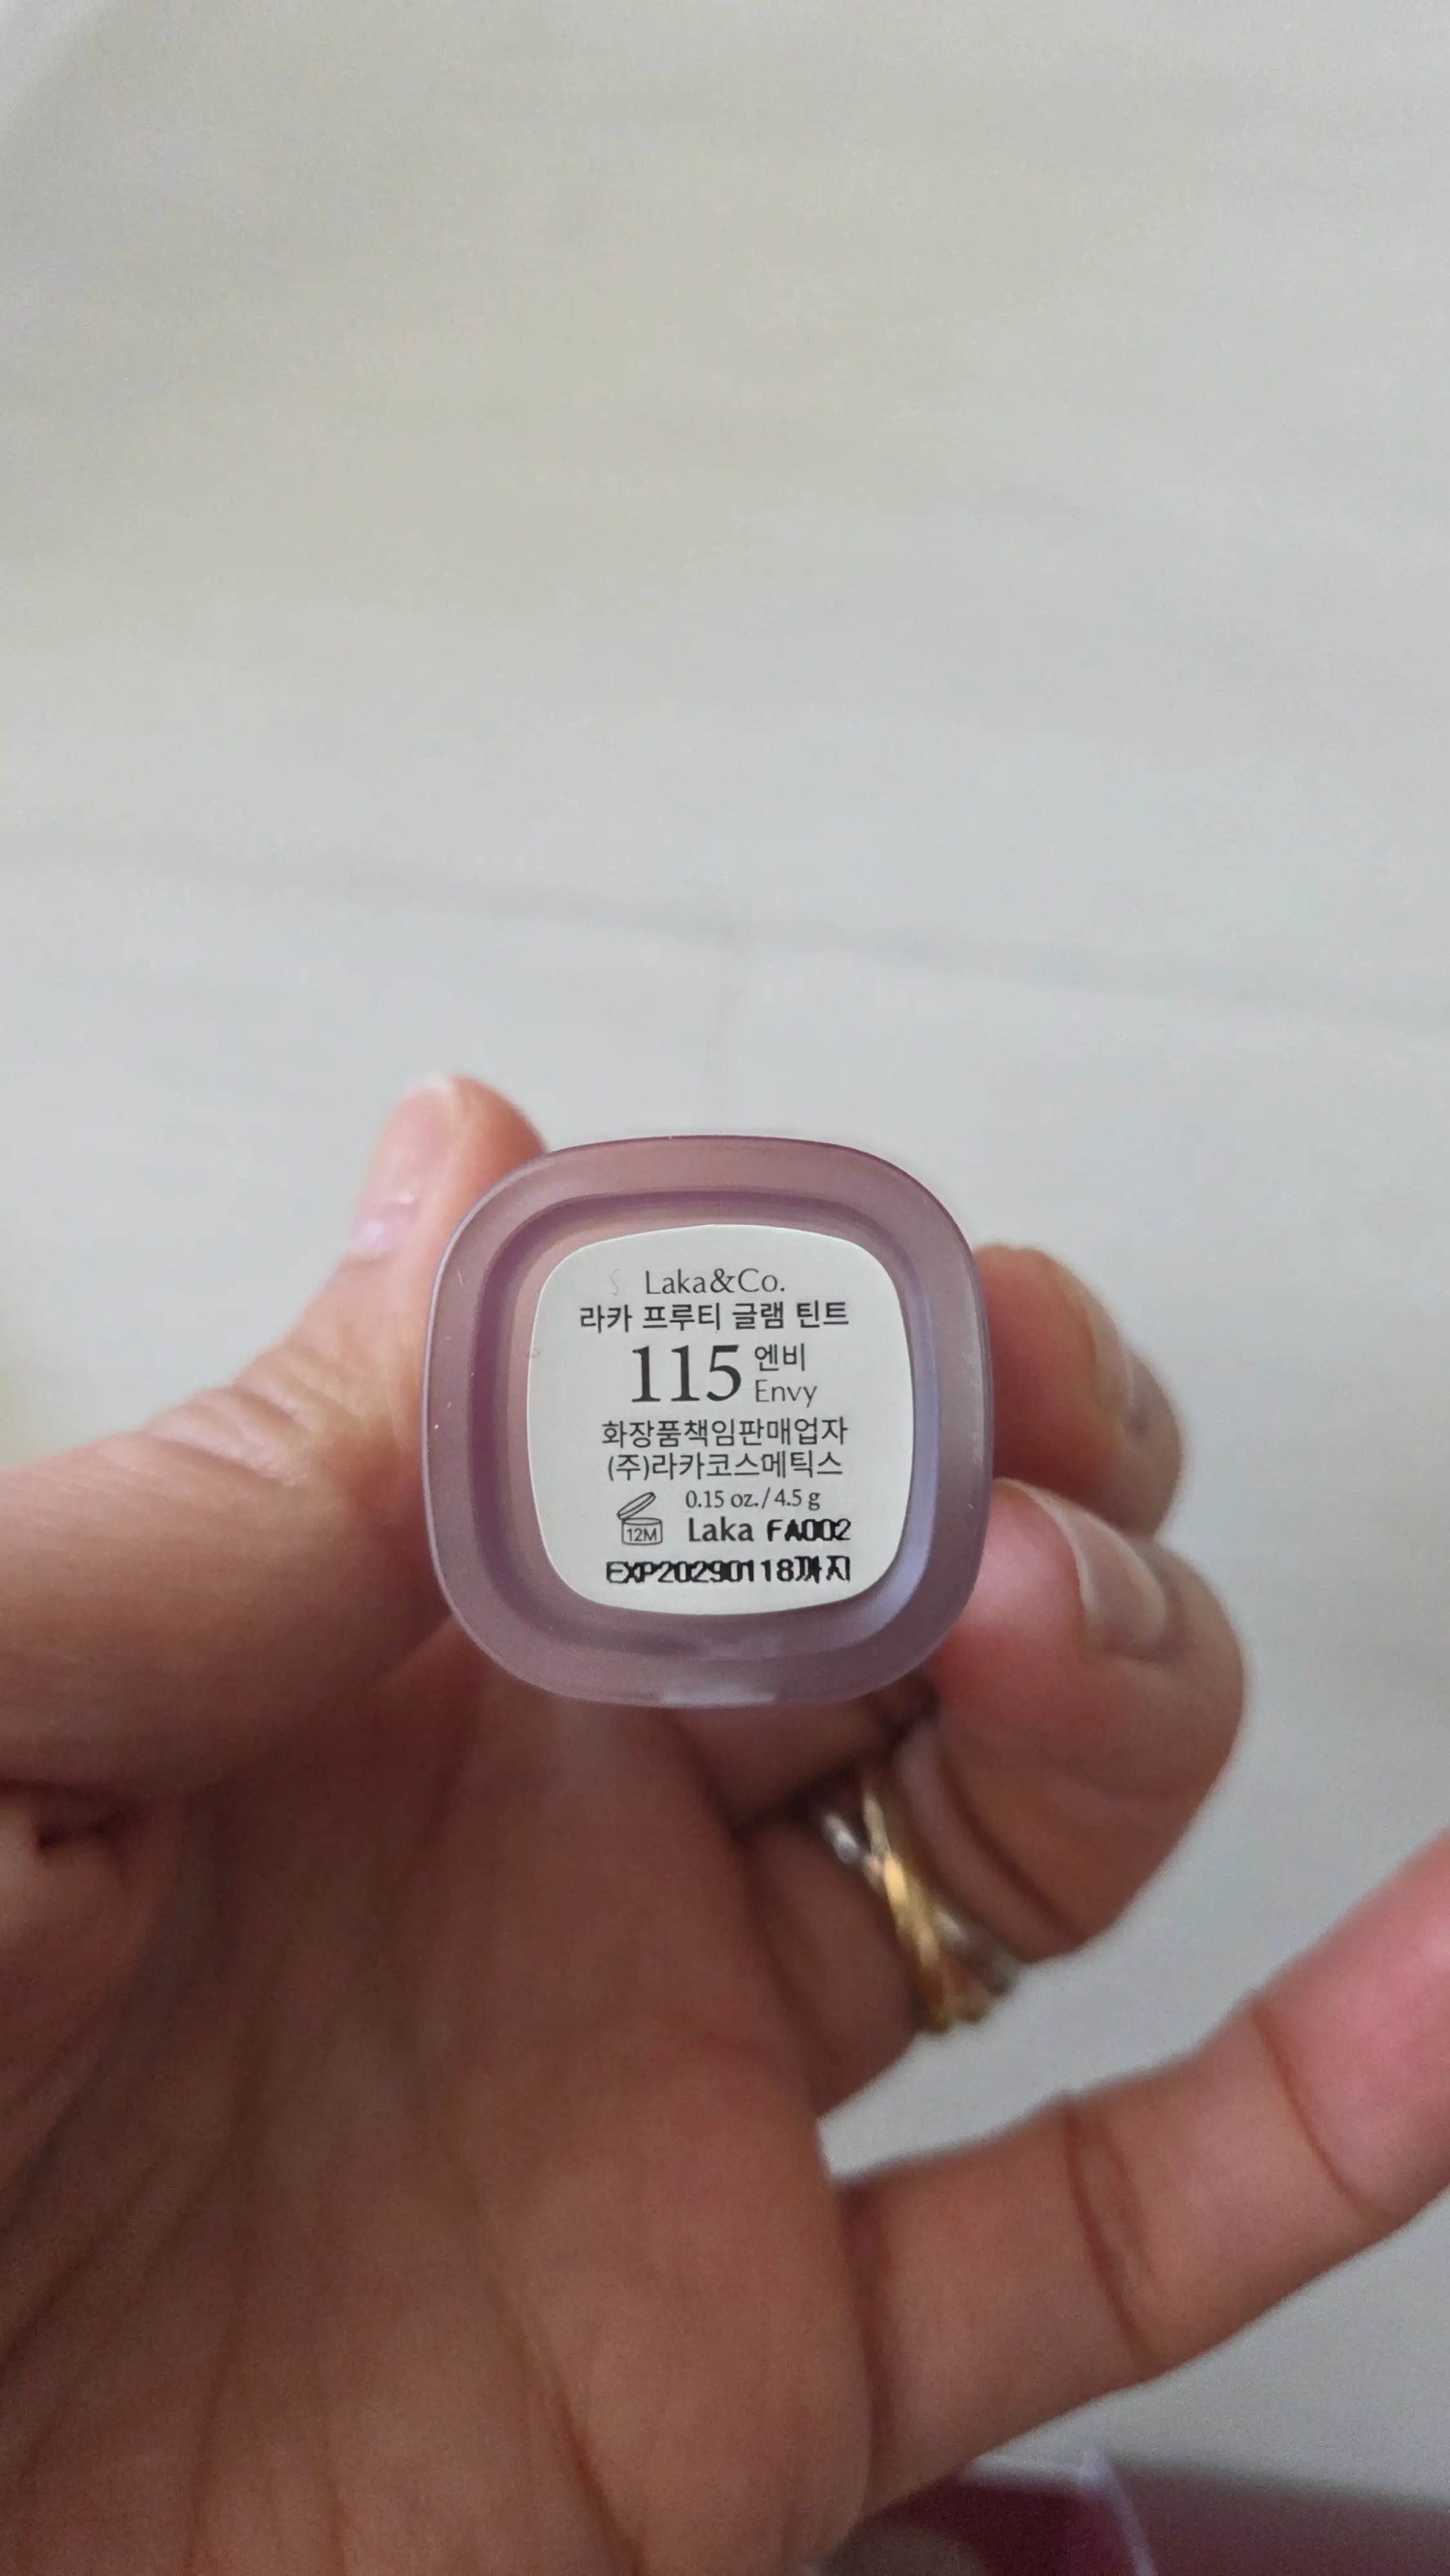 Laka&Co.
라카 프루티 글램 틴트
115 엔비
Envy
화장품책임판매업자
(주)라카코스메틱스
0.15 oz./4.5 g
12M Laka FA002
EXP20290118까지